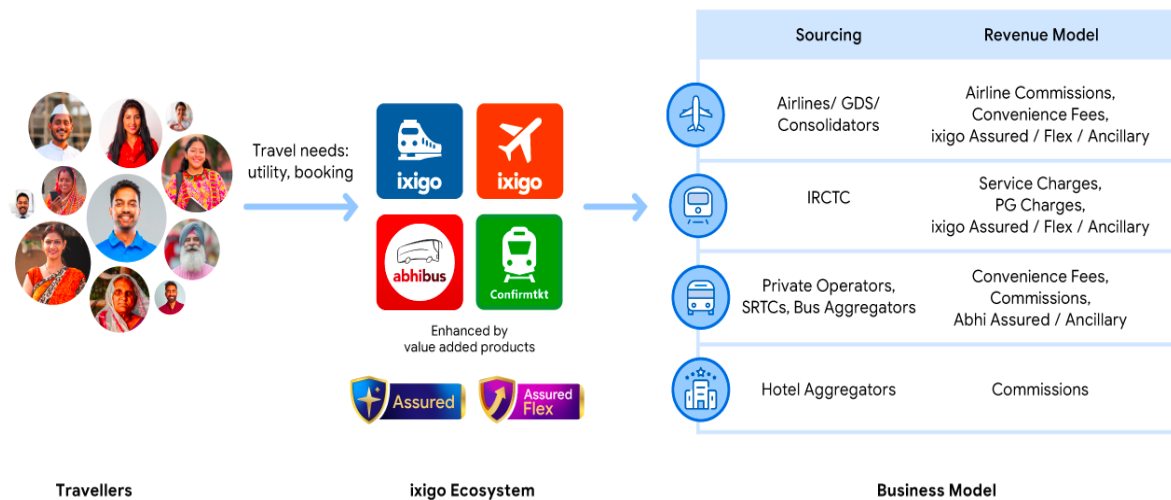 Sourcing
Revenue Model
Travel needs:
utility, booking
ixigo
ixigo
abhibus
Confirmtkt
Enhanced by
value added products
Assured
Assured
Flex
Airlines/ GDS/
Consolidators
Airline Commissions,
Convenience Fees,
ixigo Assured / Flex / Ancillary
IRCTC
Service Charges,
PG Charges,
ixigo Assured / Flex / Ancillary
Private Operators,
SRTCs, Bus Aggregators
Convenience Fees,
Commissions,
Abhi Assured / Ancillary
Hotel Aggregators
Commissions
Travellers
ixigo Ecosystem
Business Model